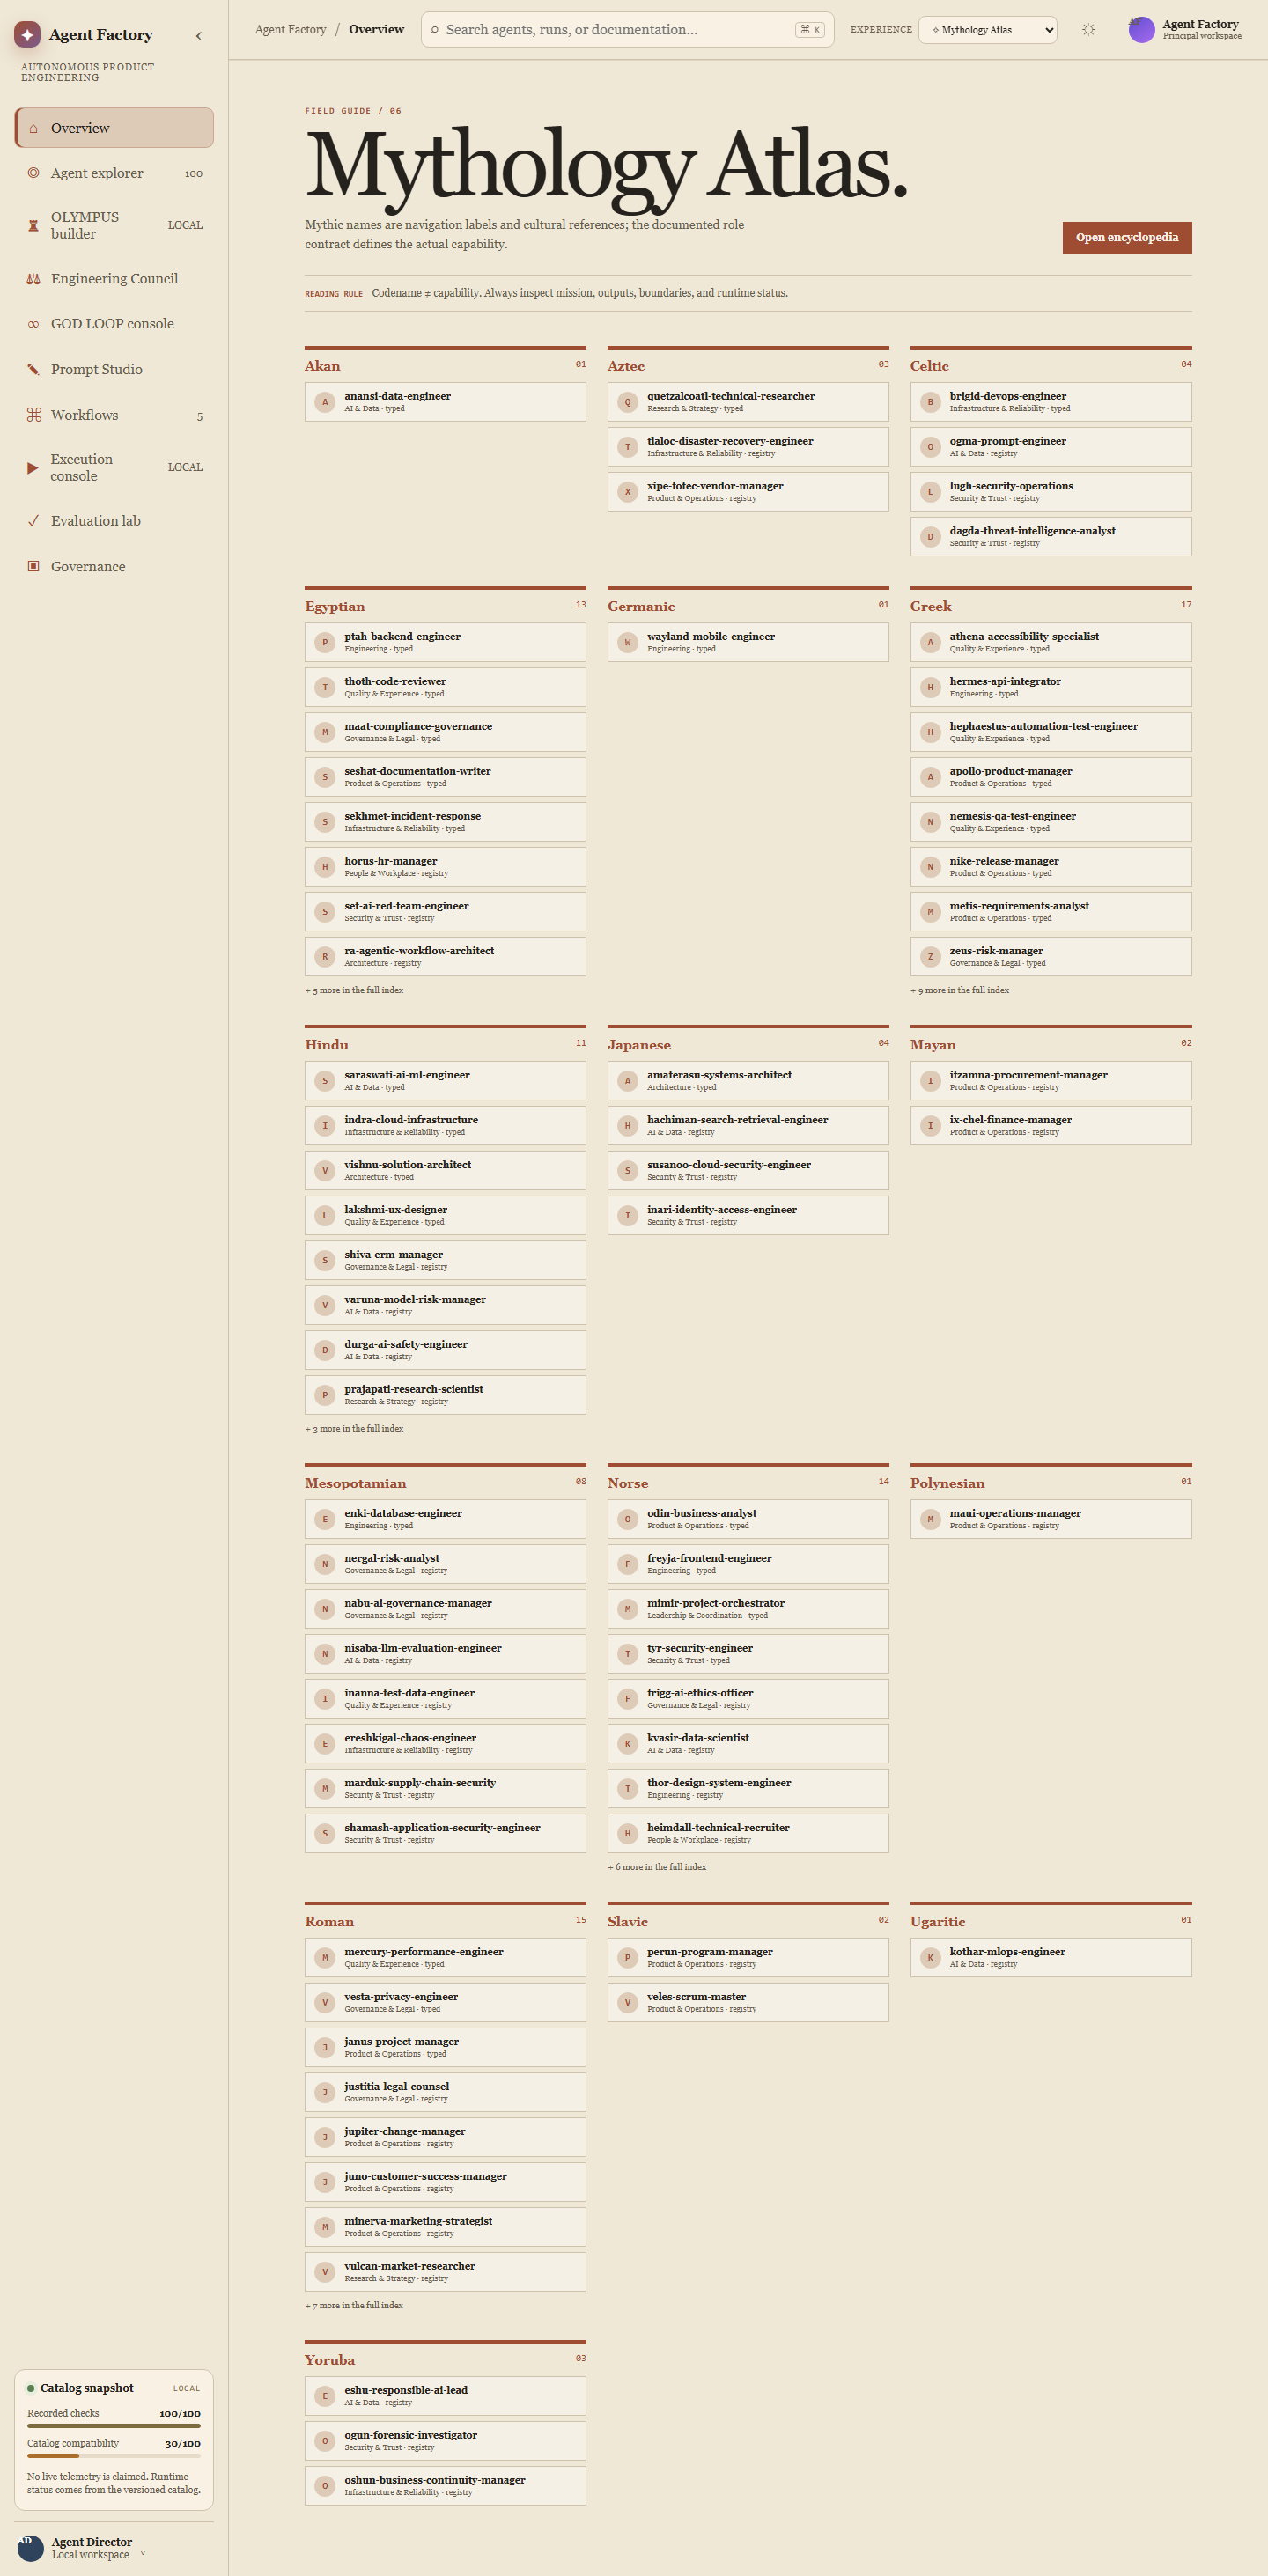 Agent Factory
AUTONOMOUS PRODUCT
ENGINEERING
Overview
Agent explorer 100
OLYMPUS
builder LOCAL
Engineering Council
GOD LOOP console
Prompt Studio
Workflows 5
Execution
console LOCAL
Evaluation lab
Governance
Catalog snapshot LOCAL
Recorded checks 100/100
Catalog compatibility 30/100
No live telemetry is claimed. Runtime
status comes from the versioned catalog.
Agent Director
Local workspace
Agent Factory / Overview
Search agents, runs, or documentation...
⌘ K
EXPERIENCE
✧ Mythology Atlas
Agent Factory
Principal workspace
FIELD GUIDE / 06
Mythology Atlas.
Mythic names are navigation labels and cultural references; the documented role
contract defines the actual capability.
Open encyclopedia
READING RULE Codename ≠ capability. Always inspect mission, outputs, boundaries, and runtime status.
Akan 01
A anansi-data-engineer
AI & Data · typed
Aztec 03
Q quetzalcoatl-technical-researcher
Research & Strategy · typed
T tlaloc-disaster-recovery-engineer
Infrastructure & Reliability · registry
X xipe-totec-vendor-manager
Product & Operations · registry
Celtic 04
B brigid-devops-engineer
Infrastructure & Reliability · typed
O ogma-prompt-engineer
AI & Data · typed
L lugh-security-operations
Security & Trust · registry
D dagda-threat-intelligence-analyst
Security & Trust · registry
Egyptian 13
P ptah-backend-engineer
Engineering · typed
T thoth-code-reviewer
Quality & Experience · typed
M maat-compliance-governance
Governance & Legal · typed
S seshat-documentation-writer
Product & Operations · typed
S sekhmet-incident-response
Infrastructure & Reliability · typed
H horus-hr-manager
People & Workplace · registry
S set-ai-red-team-engineer
Security & Trust · registry
R ra-agentic-workflow-architect
Architecture · registry
+ 5 more in the full index
Germanic 01
W wayland-mobile-engineer
Engineering · typed
Greek 17
A athena-accessibility-specialist
Quality & Experience · typed
H hermes-api-integrator
Engineering · typed
H hephaestus-automation-test-engineer
Quality & Experience · typed
A apollo-product-manager
Product & Operations · typed
N nemesis-qa-test-engineer
Quality & Experience · typed
N nike-release-manager
Product & Operations · typed
M metis-requirements-analyst
Product & Operations · typed
Z zeus-risk-manager
Governance & Legal · typed
+ 9 more in the full index
Hindu 11
S saraswati-ai-ml-engineer
AI & Data · typed
I indra-cloud-infrastructure
Infrastructure & Reliability · typed
V vishnu-solution-architect
Architecture · typed
L lakshmi-ux-designer
Quality & Experience · typed
S shiva-erm-manager
Governance & Legal · registry
V varuna-model-risk-manager
AI & Data · registry
D durga-ai-safety-engineer
AI & Data · registry
P prajapati-research-scientist
Research & Strategy · registry
+ 3 more in the full index
Japanese 04
A amaterasu-systems-architect
Architecture · typed
H hachiman-search-retrieval-engineer
AI & Data · registry
S susanoo-cloud-security-engineer
Security & Trust · registry
I inari-identity-access-engineer
Security & Trust · registry
Mayan 02
I itzamna-procurement-manager
Product & Operations · registry
I ix-chel-finance-manager
Product & Operations · registry
Mesopotamian 08
E enki-database-engineer
Engineering · typed
N nergal-risk-analyst
Governance & Legal · registry
N nabu-ai-governance-manager
Governance & Legal · registry
N nisaba-llm-evaluation-engineer
AI & Data · registry
I inanna-test-data-engineer
Quality & Experience · registry
E ereshkigal-chaos-engineer
Infrastructure & Reliability · registry
M marduk-supply-chain-security
Security & Trust · registry
S shamash-application-security-engineer
Security & Trust · registry
Norse 14
O odin-business-analyst
Product & Operations · typed
F freyja-frontend-engineer
Engineering · typed
M mimir-project-orchestrator
Leadership & Coordination · typed
T tyr-security-engineer
Security & Trust · typed
F frigg-ai-ethics-officer
Governance & Legal · registry
K kvasir-data-scientist
AI & Data · registry
T thor-design-system-engineer
Engineering · registry
H heimdall-technical-recruiter
People & Workplace · registry
+ 6 more in the full index
Polynesian 01
M maui-operations-manager
Product & Operations · registry
Roman 15
M mercury-performance-engineer
Quality & Experience · typed
V vesta-privacy-engineer
Governance & Legal · typed
J janus-project-manager
Product & Operations · typed
J justitia-legal-counsel
Governance & Legal · registry
J jupiter-change-manager
Product & Operations · registry
J juno-customer-success-manager
Product & Operations · registry
M minerva-marketing-strategist
Product & Operations · registry
V vulcan-market-researcher
Research & Strategy · registry
+ 7 more in the full index
Slavic 02
P perun-program-manager
Product & Operations · registry
V veles-scrum-master
Product & Operations · registry
Ugaritic 01
K kothar-mlops-engineer
AI & Data · registry
Yoruba 03
E eshu-responsible-ai-lead
AI & Data · registry
O ogun-forensic-investigator
Security & Trust · registry
O oshun-business-continuity-manager
Infrastructure & Reliability · registry